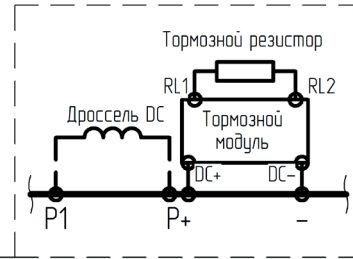 Тормозной резистор
RL1
RL2
Дроссель DC
Тормозной
модуль
DC+
DC−
P1
P+
−